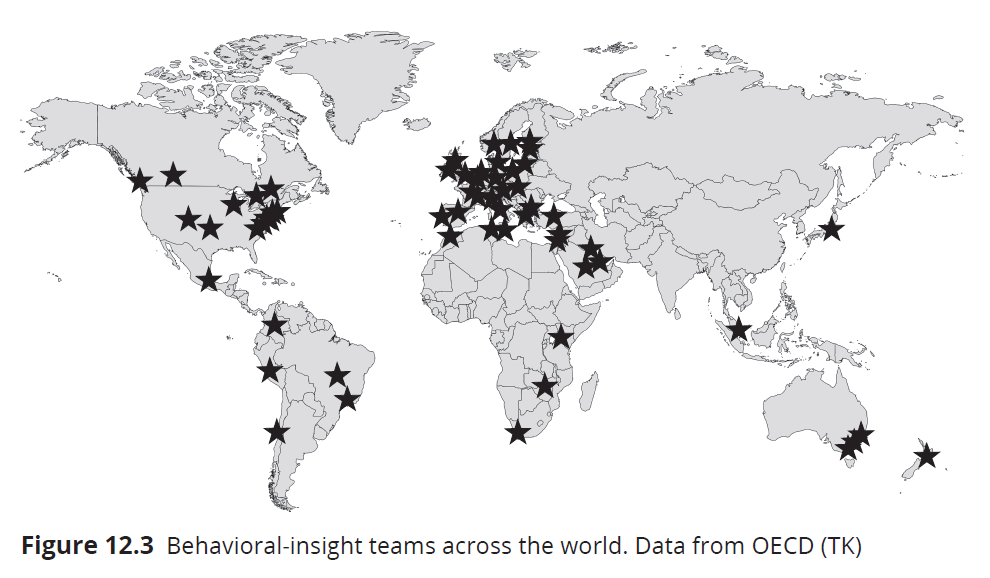 Figure 12.3 Behavioral-insight teams across the world. Data from OECD (TK)